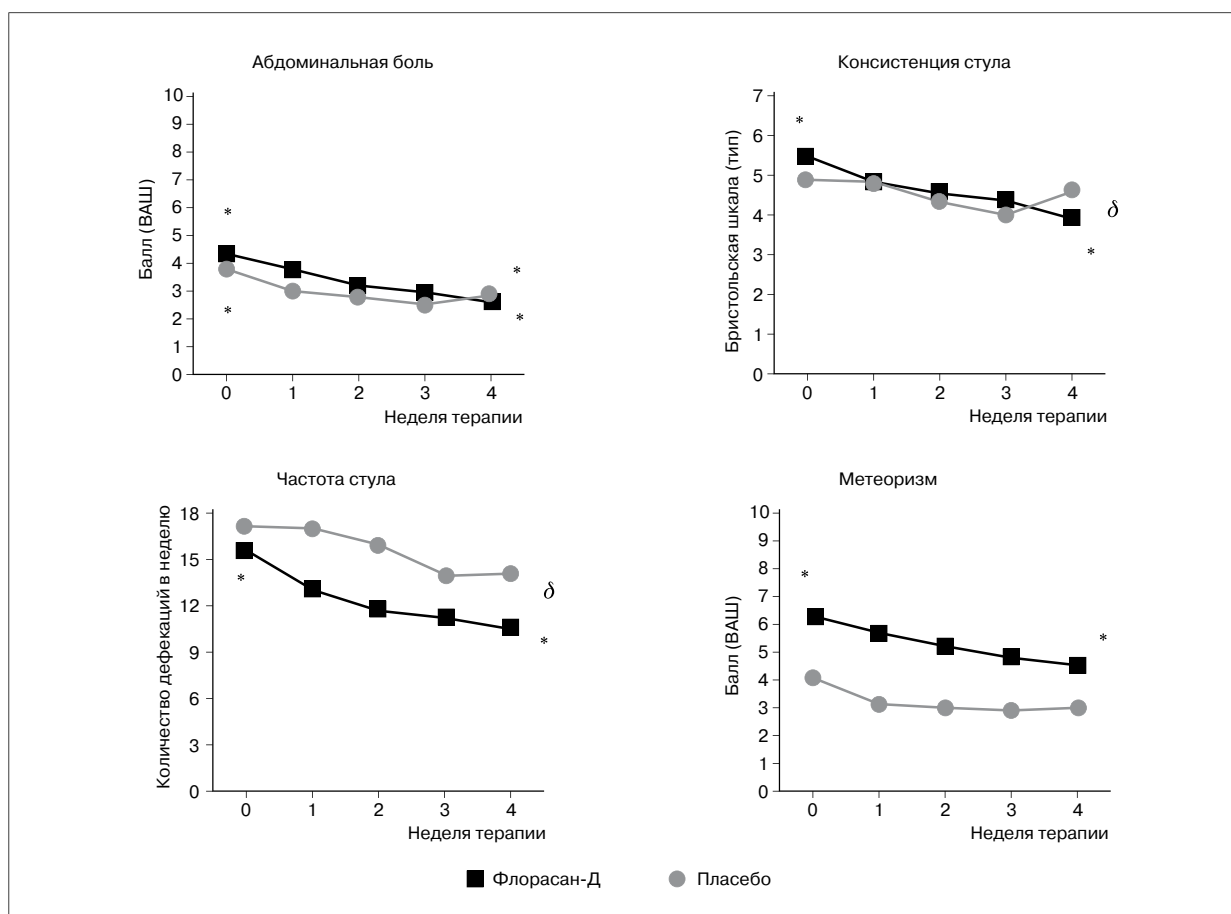 Абдоминальная боль
Балл (ВАШ)
10
9
8
7
6
5
4
3
2
1
0
*
*
*
*
0 1 2 3 4
Неделя терапии
Консистенция стула
Бристольская шкала (тип)
7
6
5
4
3
2
1
0
*
δ
*
0 1 2 3 4
Неделя терапии
Частота стула
Количество дефекаций в неделю
18
15
12
9
6
3
0
*
δ
*
0 1 2 3 4
Неделя терапии
Метеоризм
Балл (ВАШ)
10
9
8
7
6
5
4
3
2
1
0
*
*
0 1 2 3 4
Неделя терапии
Флорасан-Д Пласебо